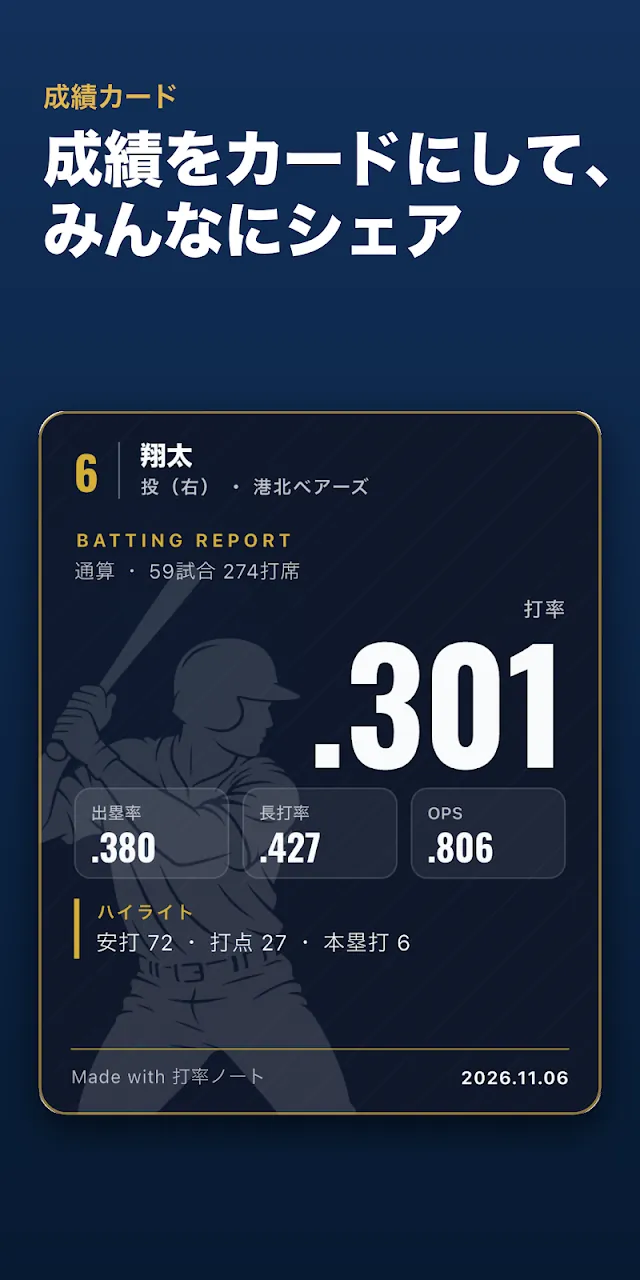 成績カード
成績をカードにして、
みんなにシェア
6
翔太
投（右） ・ 港北ベアーズ
BATTING REPORT
通算 ・ 59試合 274打席
打率
.301
出塁率
.380
長打率
.427
OPS
.806
ハイライト
安打 72 ・ 打点 27 ・ 本塁打 6
Made with 打率ノート
2026.11.06